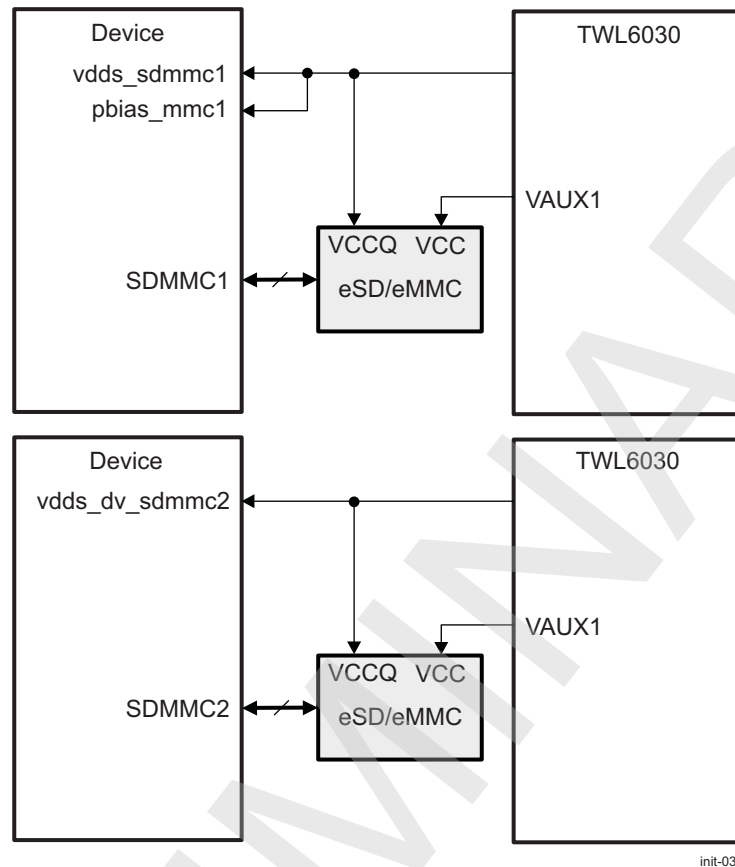 Device
TWL6030
vdds_sdmmc1
pbias_mmc1
VAUX1
VCCQ VCC
SDMMC1
eSD/eMMC
Device
TWL6030
vdds_dv_sdmmc2
VAUX1
VCCQ VCC
SDMMC2
eSD/eMMC
init-03